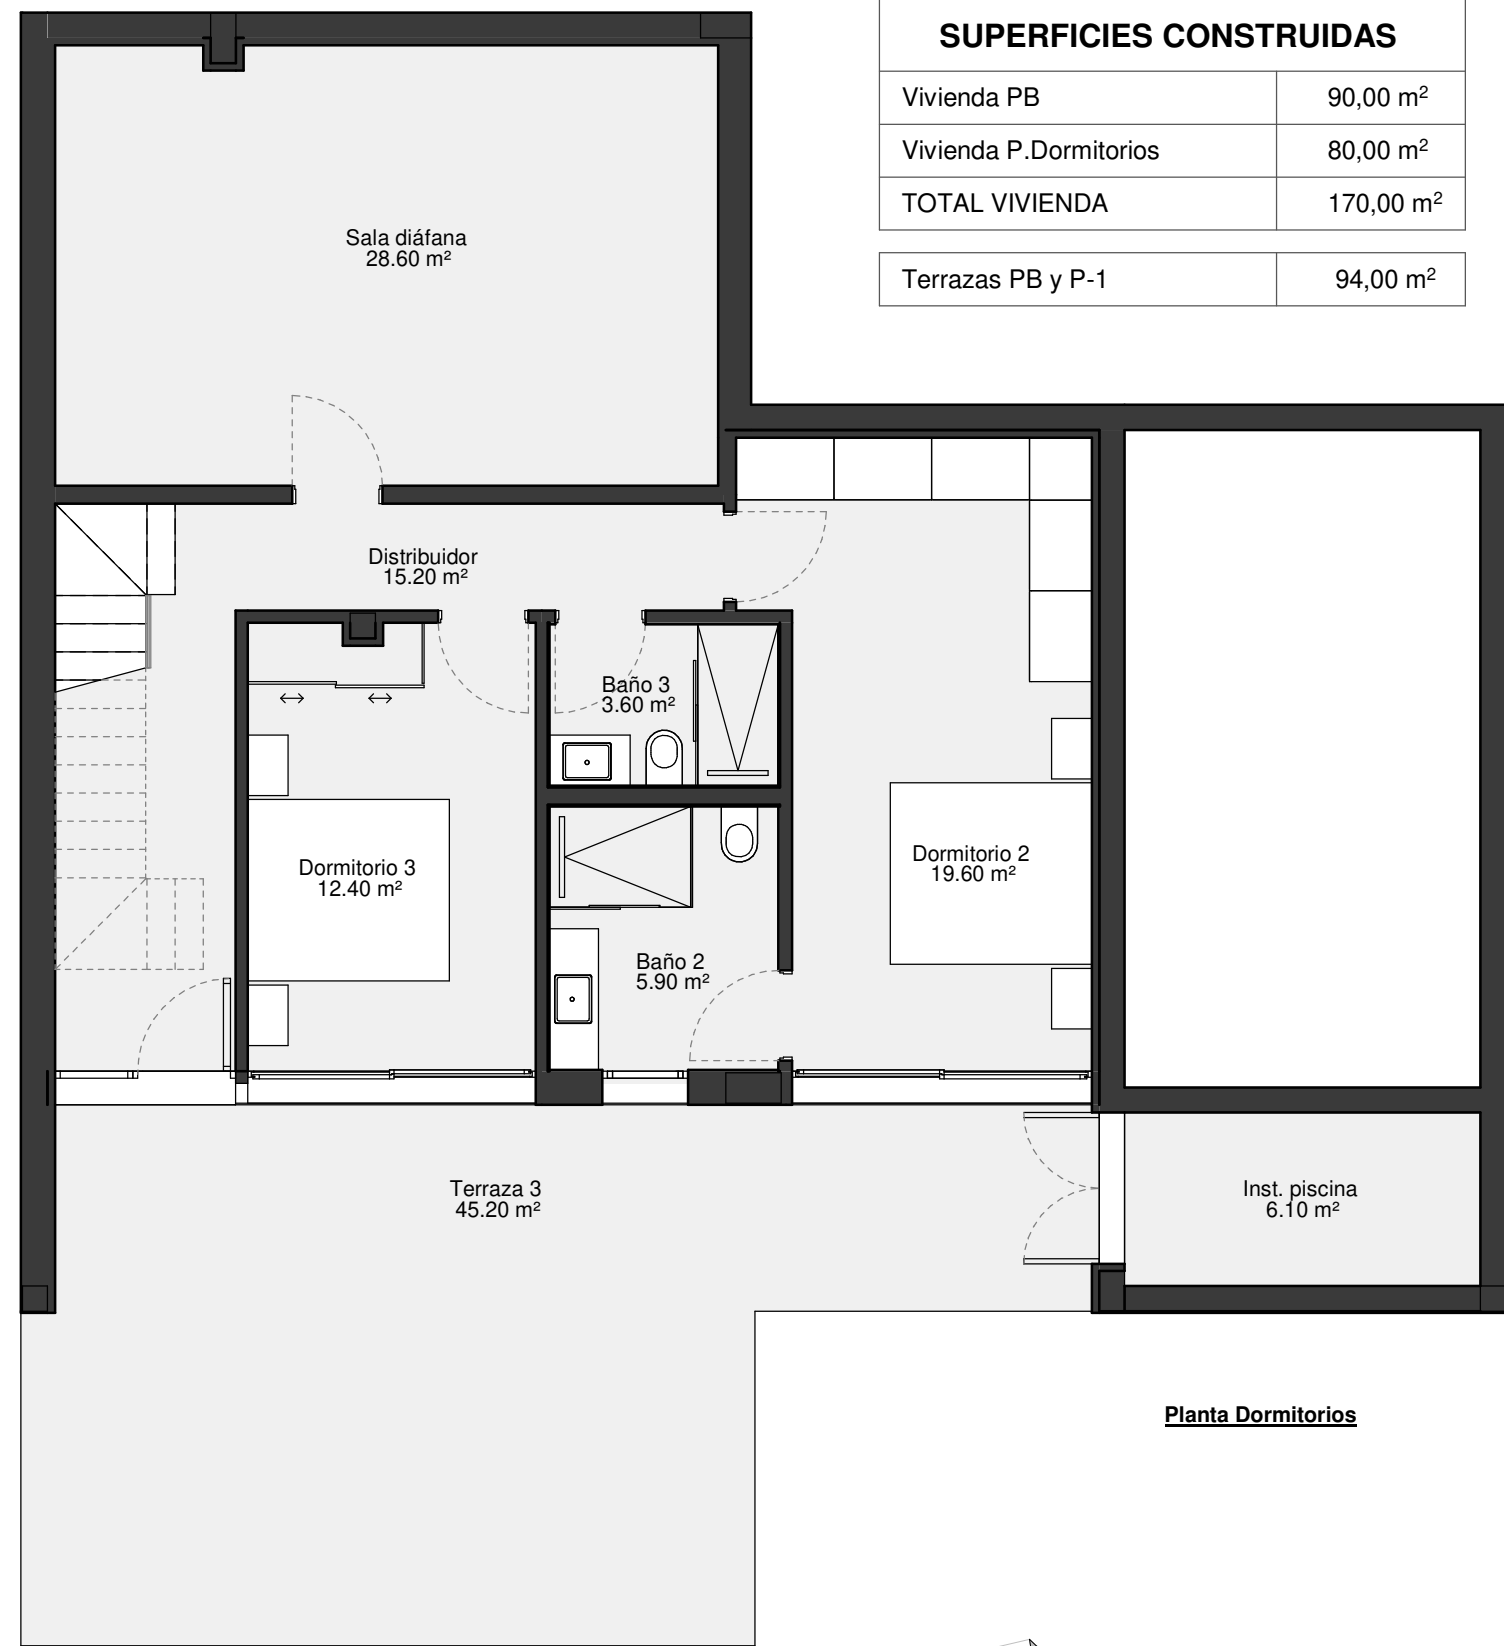 SUPERFICIES CONSTRUIDAS
Vivienda PB 90,00 m²
Vivienda P.Dormitorios 80,00 m²
TOTAL VIVIENDA 170,00 m²
Terrazas PB y P-1 94,00 m²
Sala diáfana
28.60 m²
Distribuidor
15.20 m²
Baño 3
3.60 m²
Dormitorio 3
12.40 m²
Dormitorio 2
19.60 m²
Baño 2
5.90 m²
Terraza 3
45.20 m²
Inst. piscina
6.10 m²
Planta Dormitorios